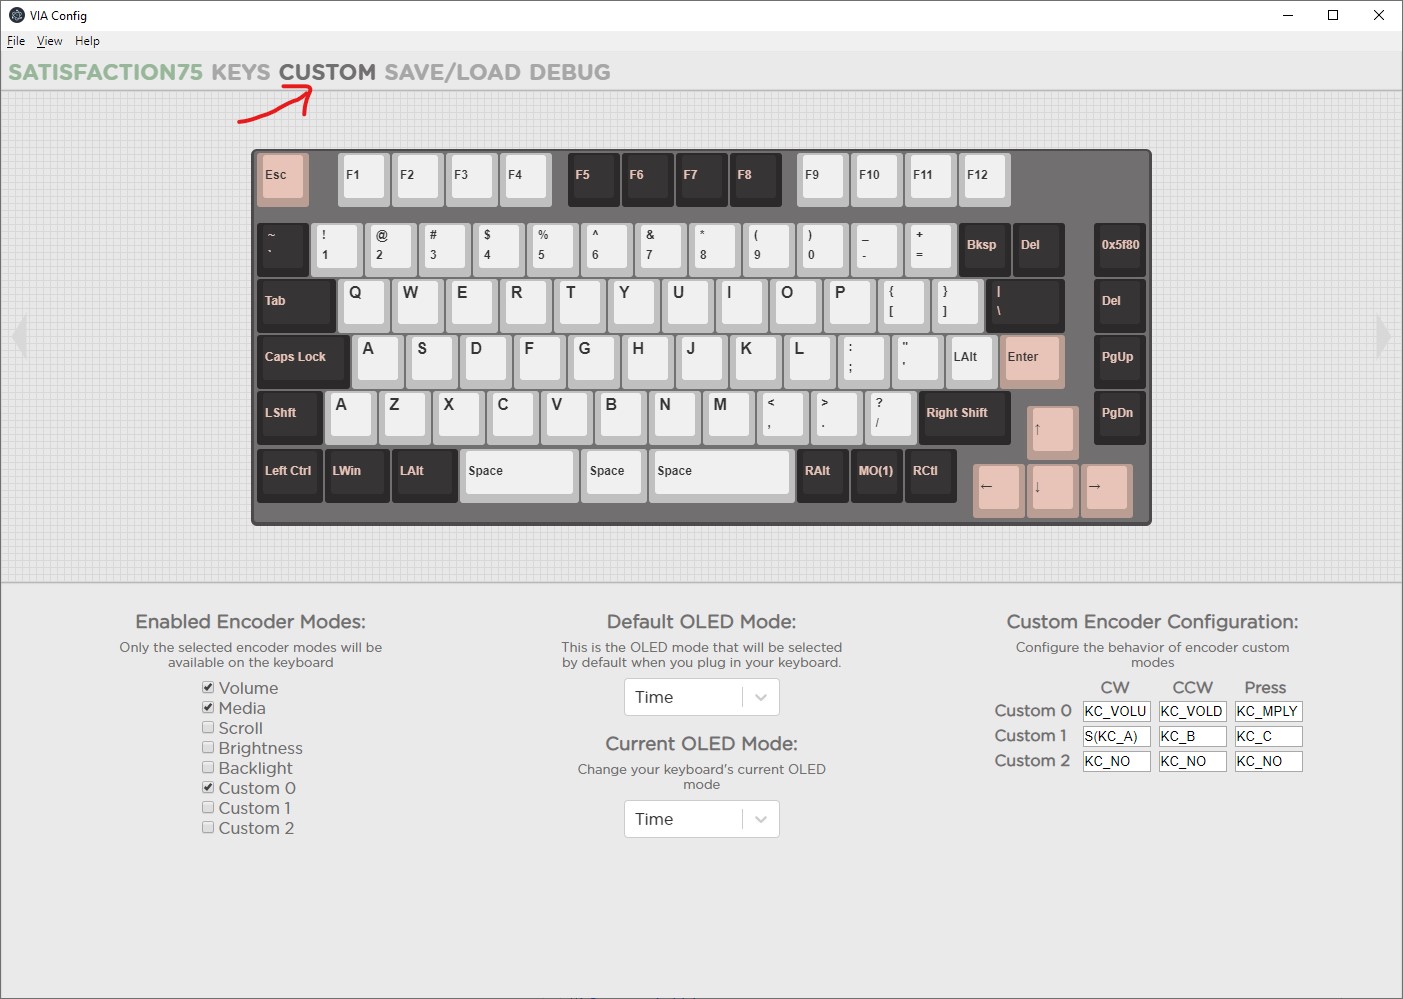 VIA Config
File View Help
SATISFACTION75 KEYS CUSTOM SAVE/LOAD DEBUG
Esc F1 F2 F3 F4 F5 F6 F7 F8 F9 F10 F11 F12
~ ! @ # $ % ^ & * ( ) _ +
` 1 2 3 4 5 6 7 8 9 0 - = Bksp Del 0x5f80
Tab Q W E R T Y U I O P { } |
[ ] \ Del
Caps Lock A S D F G H J K L : " LAlt Enter PgUp
; '
LShft A Z X C V B N M < > ? Right Shift PgDn
, . /
↑
Left Ctrl LWin LAlt Space Space Space RAlt MO(1) RCtl ← ↓ →
Enabled Encoder Modes:
Only the selected encoder modes will be
available on the keyboard
Volume
Media
Scroll
Brightness
Backlight
Custom 0
Custom 1
Custom 2
Default OLED Mode:
This is the OLED mode that will be selected
by default when you plug in your keyboard.
Time
Current OLED Mode:
Change your keyboard's current OLED
mode
Time
Custom Encoder Configuration:
Configure the behavior of encoder custom
modes
CW CCW Press
Custom 0 KC_VOLU KC_VOLD KC_MPLY
Custom 1 S(KC_A) KC_B KC_C
Custom 2 KC_NO KC_NO KC_NO